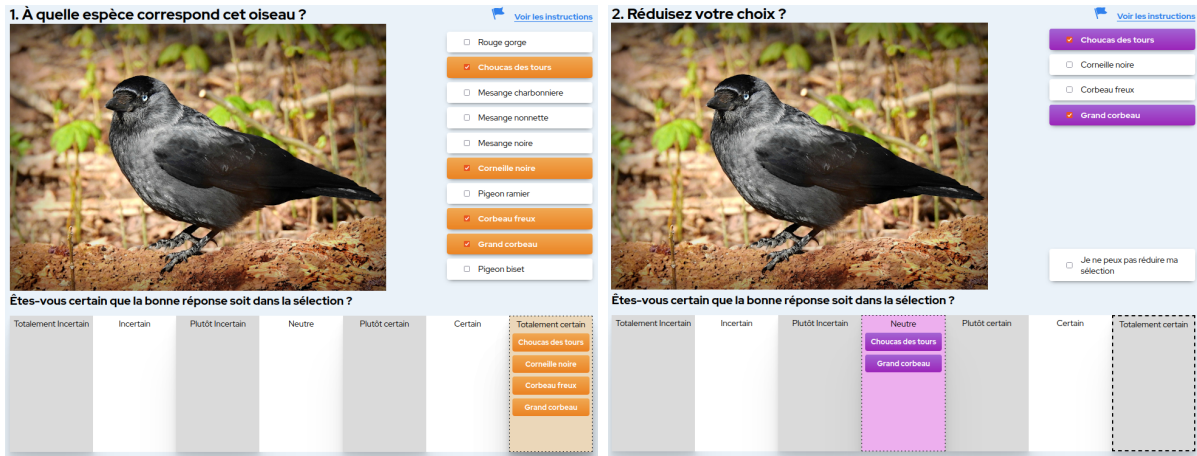 1. À quelle espèce correspond cet oiseau ?
Voir les instructions
Rouge gorge
Choucas des tours
Mesange charbonniere
Mesange nonnette
Mesange noire
Corneille noire
Pigeon ramier
Corbeau freux
Grand corbeau
Pigeon biset
Êtes-vous certain que la bonne réponse soit dans la sélection ?
Totalement Incertain
Incertain
Plutôt Incertain
Neutre
Plutôt certain
Certain
Totalement certain
Choucas des tours
Corneille noire
Corbeau freux
Grand corbeau
2. Réduisez votre choix ?
Voir les instructions
Choucas des tours
Corneille noire
Corbeau freux
Grand corbeau
Je ne peux pas réduire ma
sélection
Êtes-vous certain que la bonne réponse soit dans la sélection ?
Totalement Incertain
Incertain
Plutôt Incertain
Neutre
Plutôt certain
Certain
Totalement certain
Choucas des tours
Grand corbeau